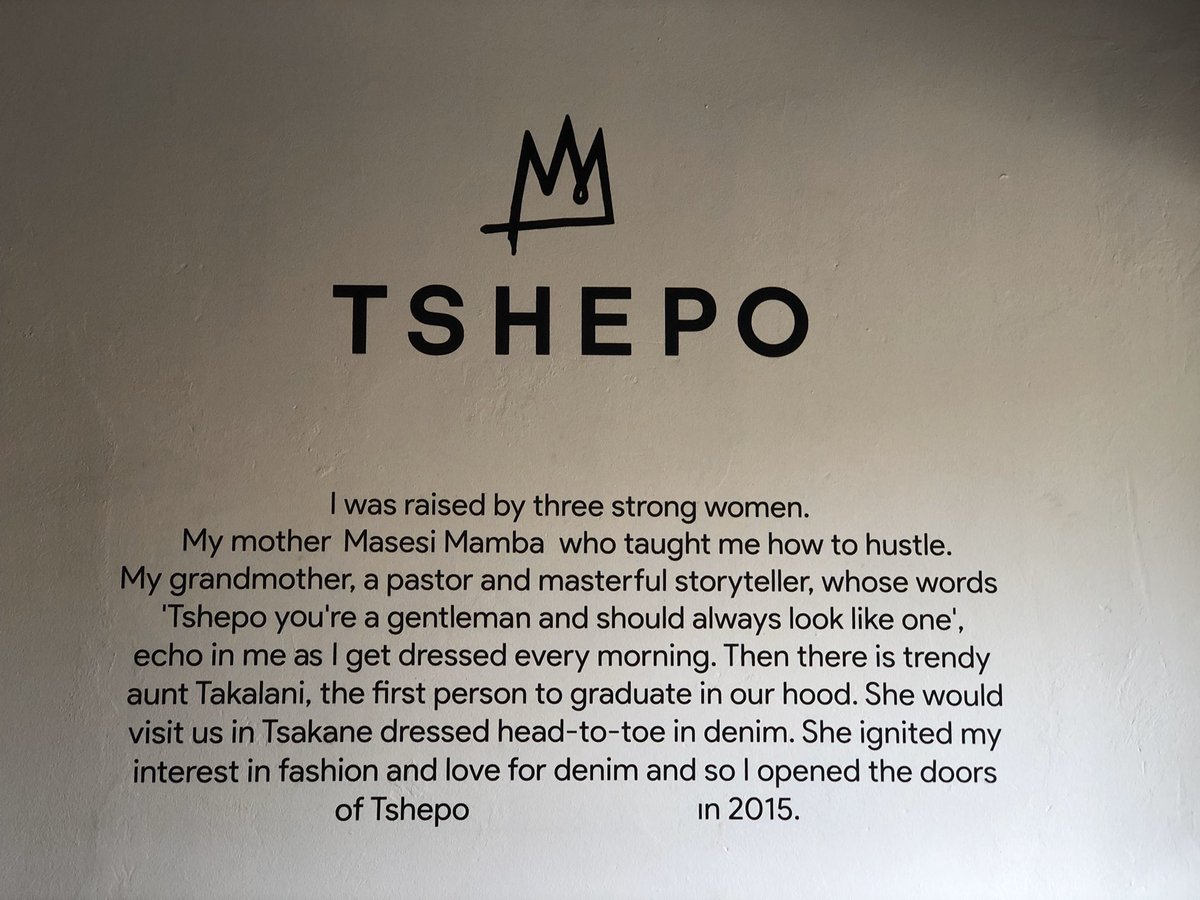 TSHEPO
I was raised by three strong women.
My mother Masesi Mamba who taught me how to hustle.
My grandmother, a pastor and masterful storyteller, whose words
'Tshepo you're a gentleman and should always look like one',
echo in me as I get dressed every morning. Then there is trendy
aunt Takalani, the first person to graduate in our hood. She would
visit us in Tsakane dressed head-to-toe in denim. She ignited my
interest in fashion and love for denim and so I opened the doors
of Tshepo in 2015.